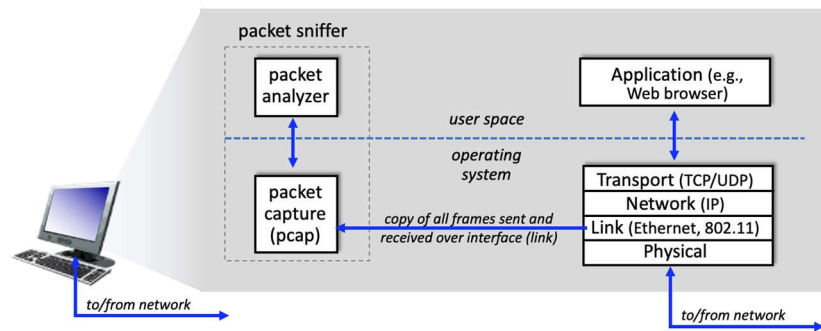 packet sniffer
packet
analyzer
Application (e.g.,
Web browser)
user space
operating
system
packet
capture
(pcap)
copy of all frames sent and
received over interface (link)
Transport (TCP/UDP)
Network (IP)
Link (Ethernet, 802.11)
Physical
to/from network
to/from network